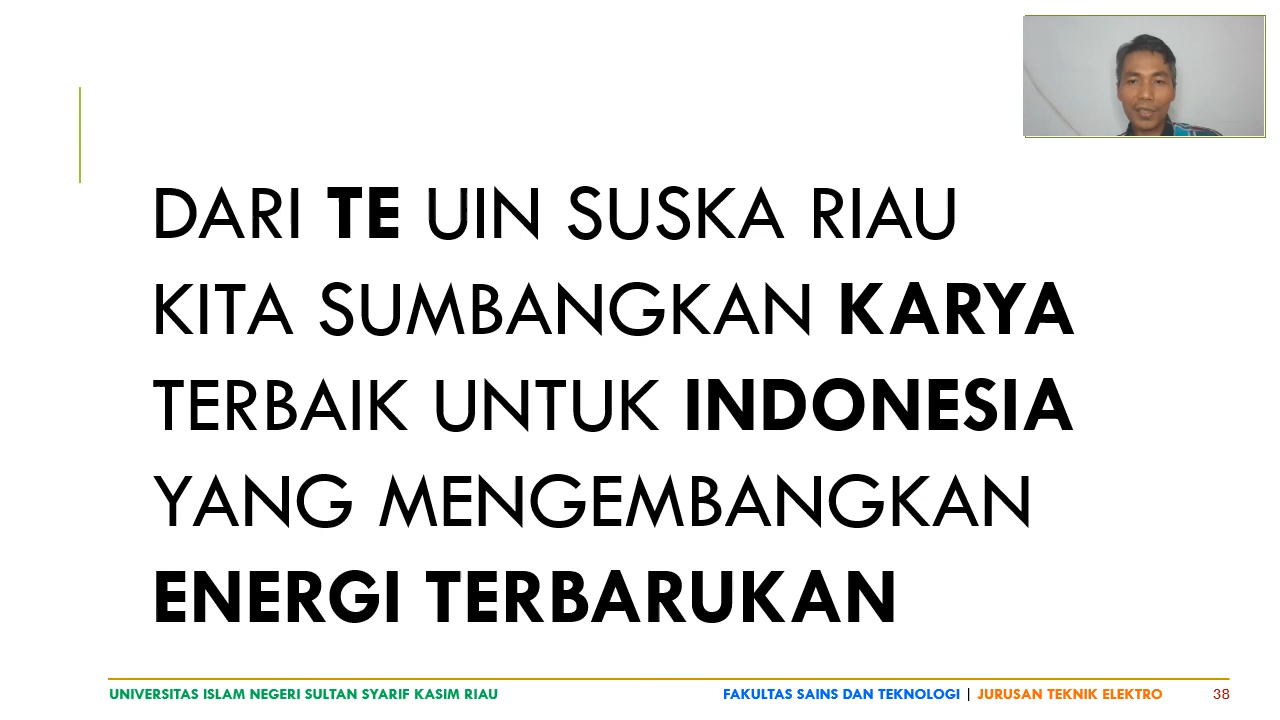 DARI TE UIN SUSKA RIAU
KITA SUMBANGKAN KARYA
TERBAIK UNTUK INDONESIA
YANG MENGEMBANGKAN
ENERGI TERBARUKAN
UNIVERSITAS ISLAM NEGERI SULTAN SYARIF KASIM RIAU
FAKULTAS SAINS DAN TEKNOLOGI | JURUSAN TEKNIK ELEKTRO
38